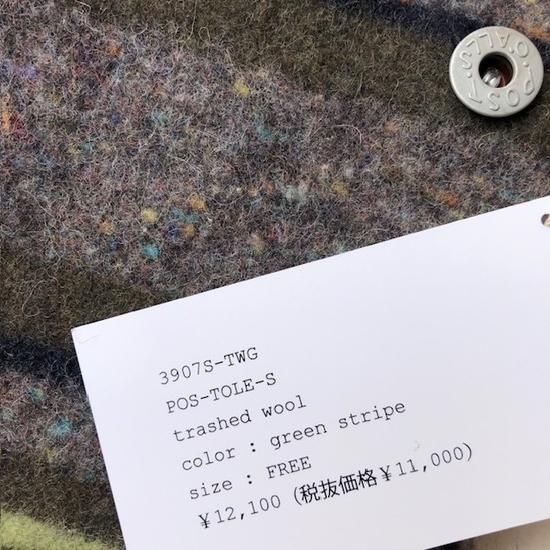 POST O'ALLS
3907S-TWG
POS-TOLE-S
trashed wool
color : green stripe
size : FREE
￥12,100 (税抜価格￥11,000)